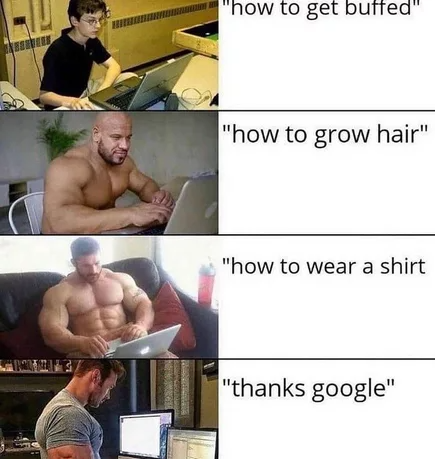 "how to get buffed"
"how to grow hair"
"how to wear a shirt
"thanks google"